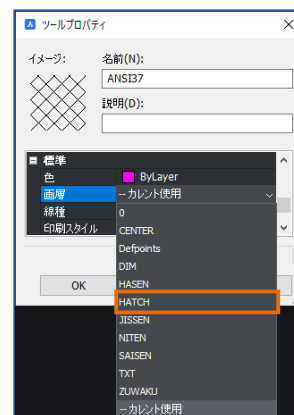 ツールプロパティ
イメージ:
名前(N):
ANSI37
説明(D):
標準
色 ByLayer
画層 -- カレント使用
線種
印刷スタイル
0
CENTER
Defpoints
DIM
HASEN
HATCH
JISSEN
NITEN
SAISEN
TXT
ZUWAKU
-- カレント使用
OK